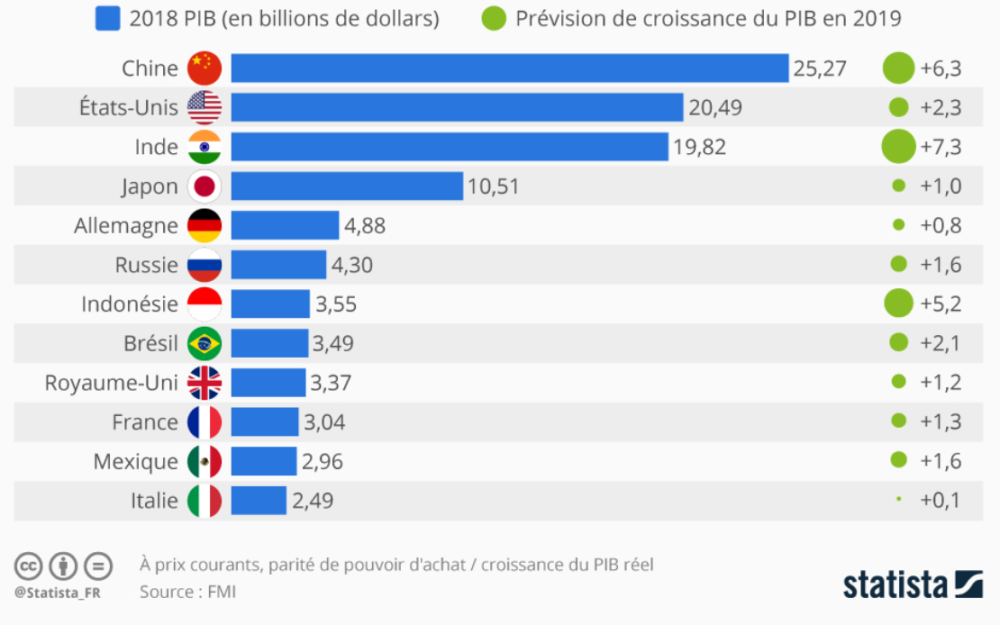 2018 PIB (en billions de dollars) Prévision de croissance du PIB en 2019
Chine 25,27 +6,3
États-Unis 20,49 +2,3
Inde 19,82 +7,3
Japon 10,51 +1,0
Allemagne 4,88 +0,8
Russie 4,30 +1,6
Indonésie 3,55 +5,2
Brésil 3,49 +2,1
Royaume-Uni 3,37 +1,2
France 3,04 +1,3
Mexique 2,96 +1,6
Italie 2,49 +0,1
cc À prix courants, parité de pouvoir d'achat / croissance du PIB réel
@Statista_FR Source : FMI
statista